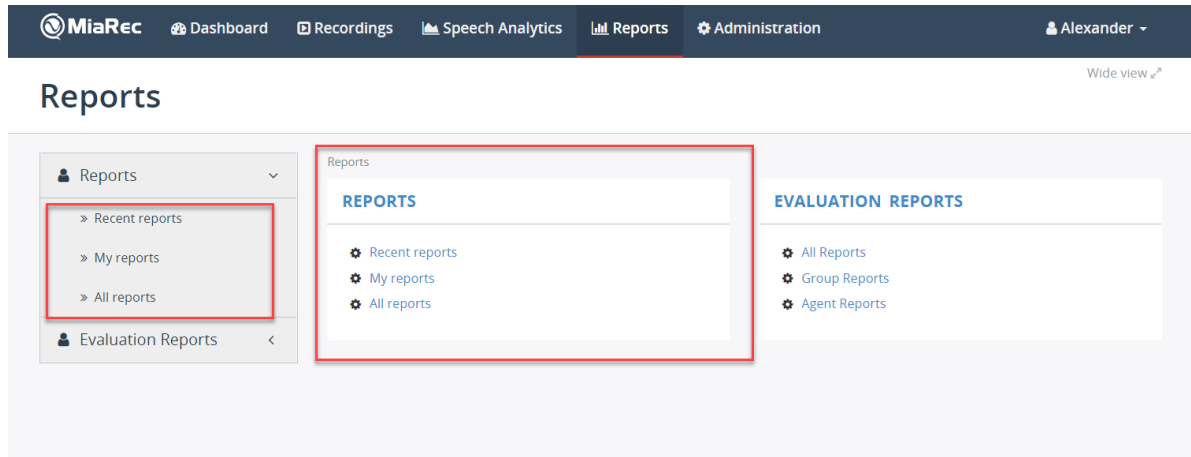 MiaRec Dashboard Recordings Speech Analytics Reports Administration Alexander
Wide view
Reports
Reports
» Recent reports
» My reports
» All reports
Evaluation Reports
Reports
REPORTS
Recent reports
My reports
All reports
EVALUATION REPORTS
All Reports
Group Reports
Agent Reports